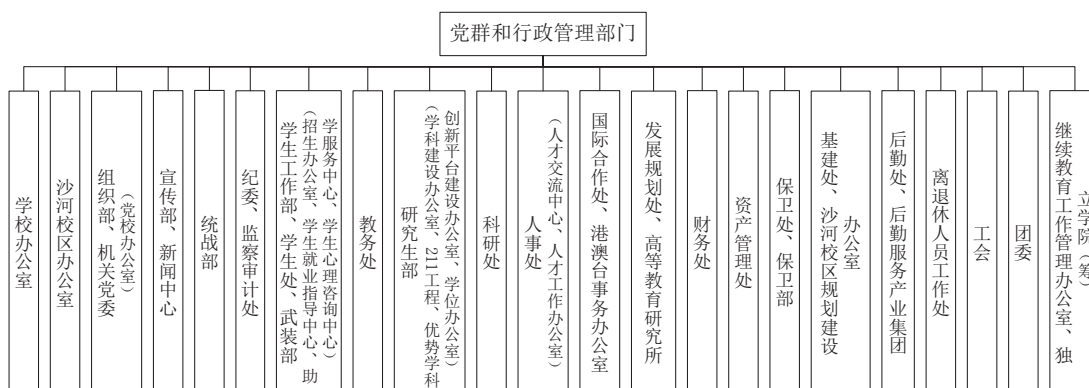 党群和行政管理部门
学校办公室
沙河校区办公室
组织部、机关党委
（党校办公室）
宣传部、新闻中心
统战部
纪委、监察审计处
学生工作部、学生处、武装部
（招生办公室、学生就业指导中心、助
学服务中心、学生心理咨询中心）
教务处
研究生部
（学科建设办公室、211工程、优势学科
创新平台建设办公室、学位办公室）
科研处
人事处
（人才交流中心、人才工作办公室）
国际合作处、港澳台事务办公室
发展规划处、高等教育研究所
财务处
资产管理处
保卫处、保卫部
基建处、沙河校区规划建设
办公室
后勤处、后勤服务产业集团
离退休人员工作处
工会
团委
继续教育工作管理办公室、独
立学院（筹）